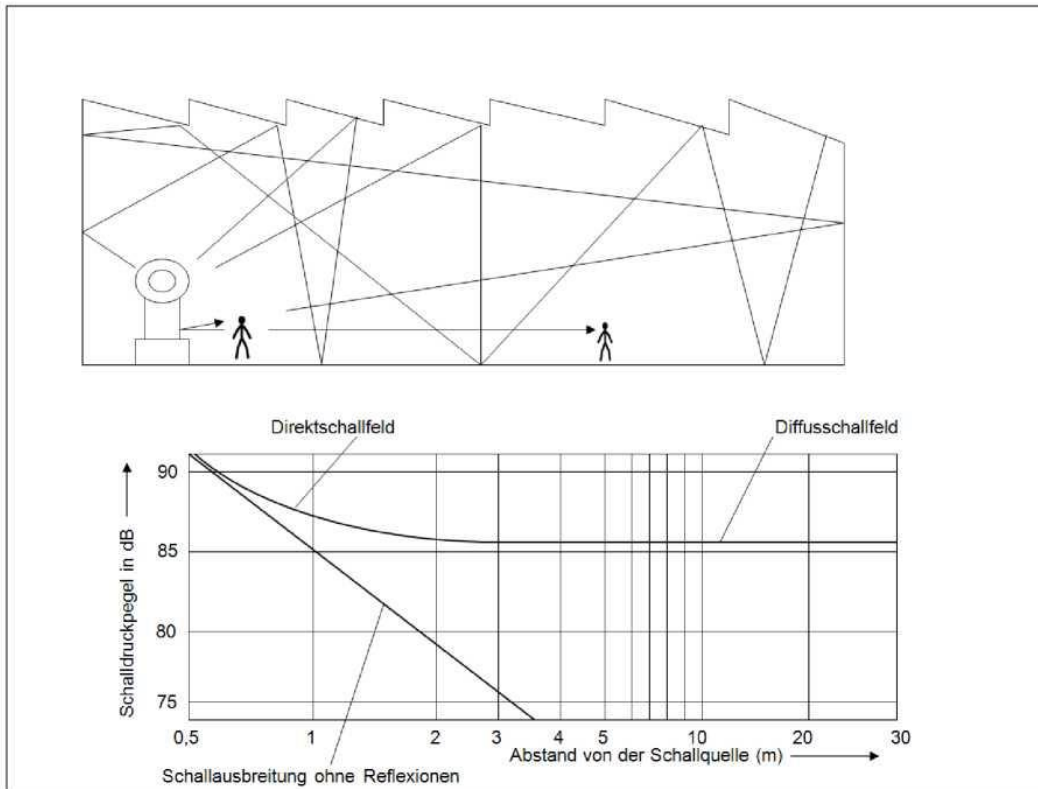 Direktschallfeld
Diffusschallfeld
Schalldruckpegel in dB
90
85
80
75
0,5 1 2 3 4 5 10 20 30
Abstand von der Schallquelle (m)
Schallausbreitung ohne Reflexionen